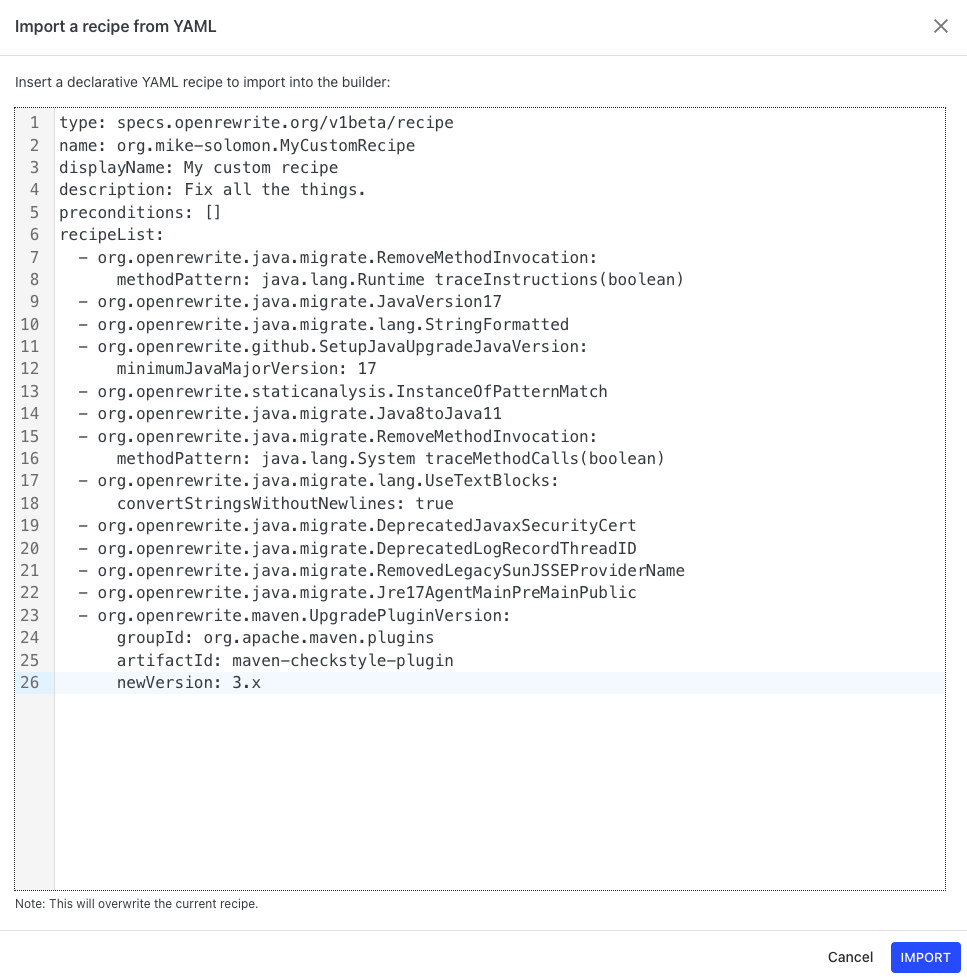 Import a recipe from YAML
Insert a declarative YAML recipe to import into the builder:
1 type: specs.openrewrite.org/v1beta/recipe
2 name: org.mike-solomon.MyCustomRecipe
3 displayName: My custom recipe
4 description: Fix all the things.
5 preconditions: []
6 recipeList:
7   - org.openrewrite.java.migrate.RemoveMethodInvocation:
8       methodPattern: java.lang.Runtime traceInstructions(boolean)
9   - org.openrewrite.java.migrate.JavaVersion17
10   - org.openrewrite.java.migrate.lang.StringFormatted
11   - org.openrewrite.github.SetupJavaUpgradeJavaVersion:
12       minimumJavaMajorVersion: 17
13   - org.openrewrite.staticanalysis.InstanceOfPatternMatch
14   - org.openrewrite.java.migrate.Java8toJava11
15   - org.openrewrite.java.migrate.RemoveMethodInvocation:
16       methodPattern: java.lang.System traceMethodCalls(boolean)
17   - org.openrewrite.java.migrate.lang.UseTextBlocks:
18       convertStringsWithoutNewlines: true
19   - org.openrewrite.java.migrate.DeprecatedJavaxSecurityCert
20   - org.openrewrite.java.migrate.DeprecatedLogRecordThreadID
21   - org.openrewrite.java.migrate.RemovedLegacySunJSSEProviderName
22   - org.openrewrite.java.migrate.Jre17AgentMainPreMainPublic
23   - org.openrewrite.maven.UpgradePluginVersion:
24       groupId: org.apache.maven.plugins
25       artifactId: maven-checkstyle-plugin
26       newVersion: 3.x
Note: This will overwrite the current recipe.
Cancel IMPORT